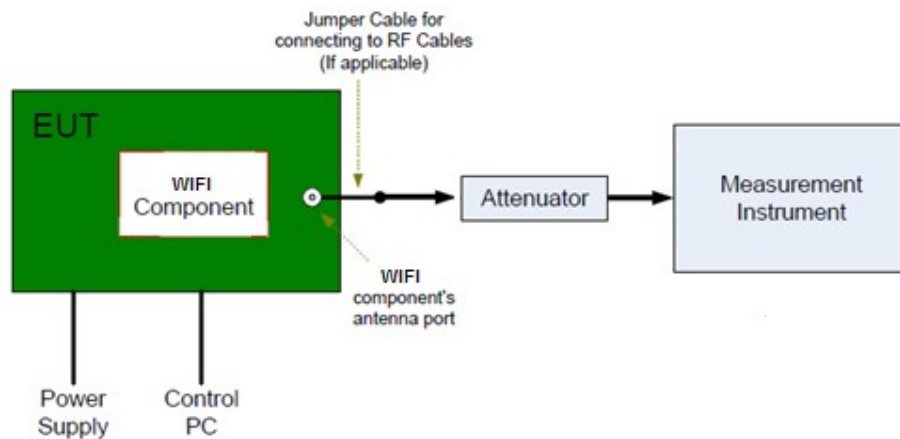 Jumper Cable for
connecting to RF Cables
(If applicable)
EUT
WIFI
Component
Attenuator
Measurement
Instrument
WIFI
component's
antenna port
Power
Supply
Control
PC